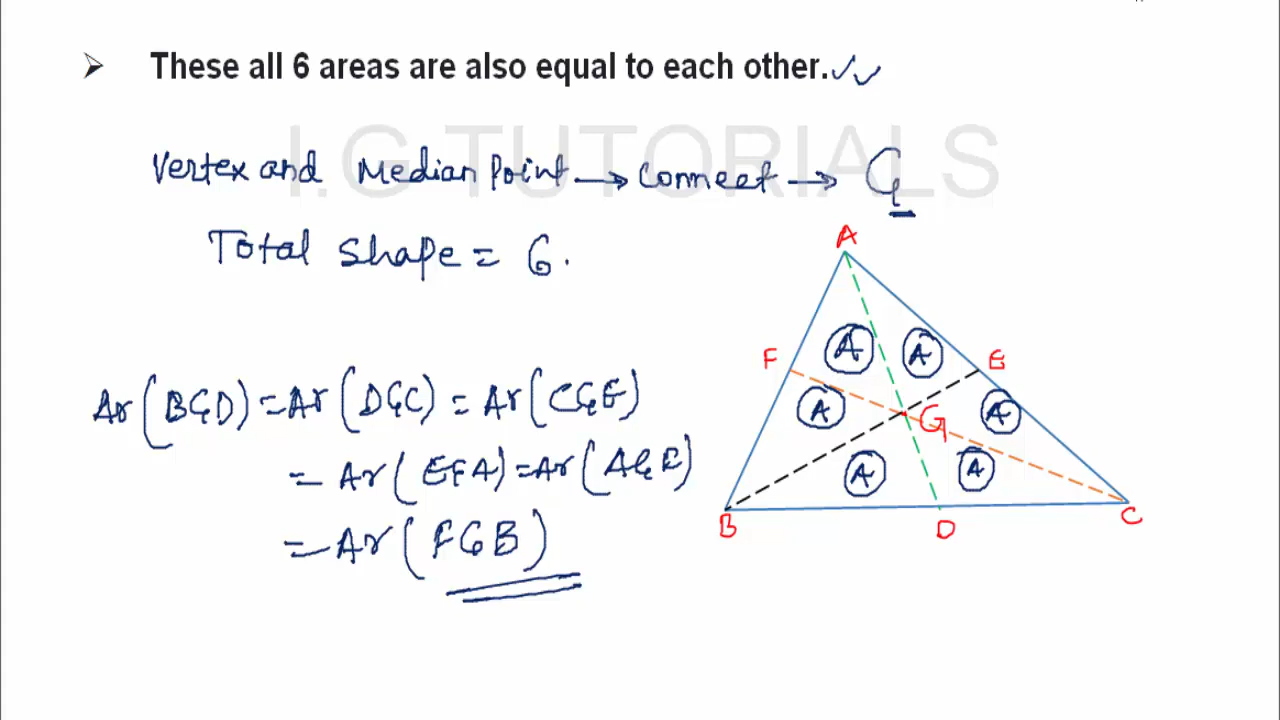 ➤ These all 6 areas are also equal to each other.
I.G TUTORIALS
Vertex and Median Point → Connect → G
Total Shape = 6.
A
F
E
A A
A G A
A A
B D C
Ar(BGD) = Ar(DGC) = Ar(CGE)
= Ar(EFA) = Ar(AGF)
= Ar(FGB)